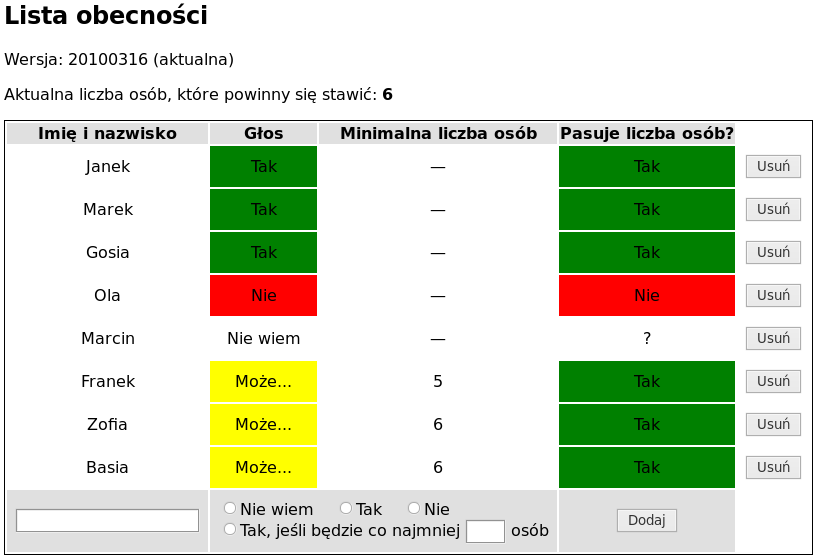 Lista obecności
Wersja: 20100316 (aktualna)
Aktualna liczba osób, które powinny się stawić: 6
Imię i nazwisko Głos Minimalna liczba osób Pasuje liczba osób?
Janek Tak — Tak Usuń
Marek Tak — Tak Usuń
Gosia Tak — Tak Usuń
Ola Nie — Nie Usuń
Marcin Nie wiem — ? Usuń
Franek Może... 5 Tak Usuń
Zofia Może... 6 Tak Usuń
Basia Może... 6 Tak Usuń
Nie wiem Tak Nie
Tak, jeśli będzie co najmniej osób Dodaj